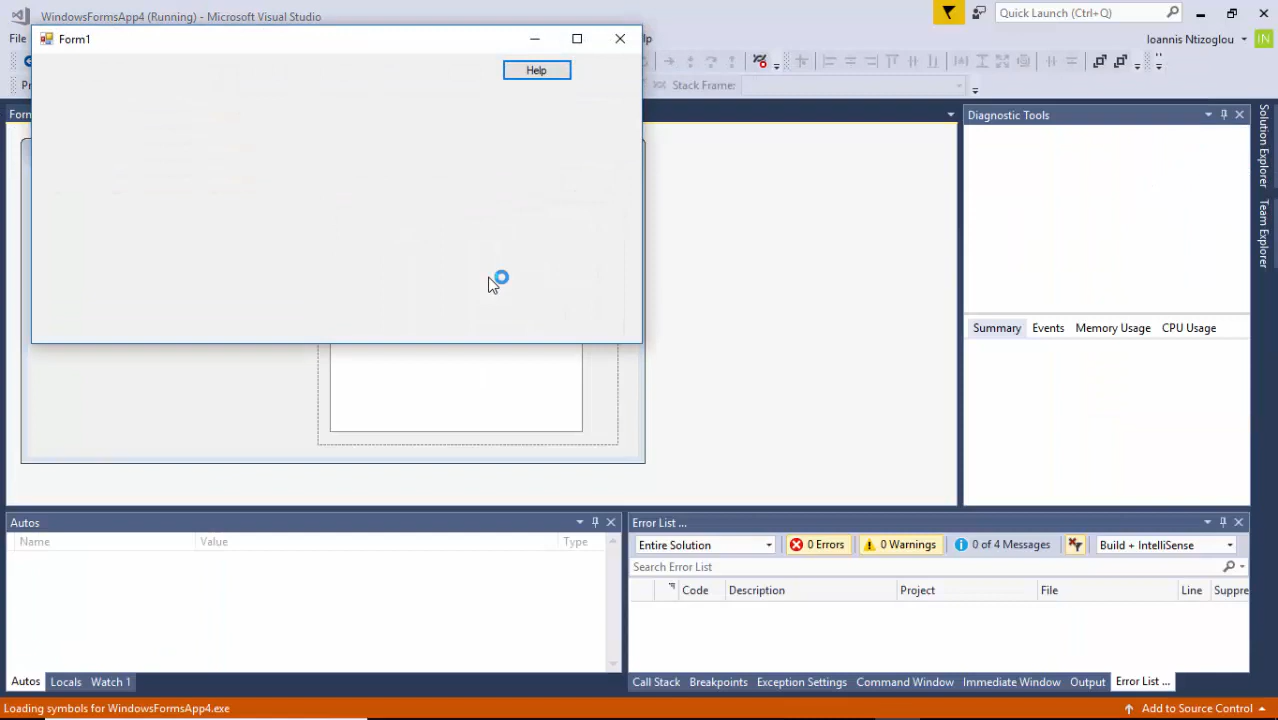 WindowsFormsApp4 (Running) - Microsoft Visual Studio
Quick Launch (Ctrl+Q)
Form1
File
Ioannis Ntizoglou
IN
Help
Stack Frame:
Diagnostic Tools
Solution Explorer
Team Explorer
Summary
Events
Memory Usage
CPU Usage
Autos
Name
Value
Type
Error List ...
Entire Solution
0 Errors
0 Warnings
0 of 4 Messages
Build + IntelliSense
Search Error List
Code
Description
Project
File
Line
Suppre
Autos
Locals
Watch 1
Call Stack
Breakpoints
Exception Settings
Command Window
Immediate Window
Output
Error List ...
Loading symbols for WindowsFormsApp4.exe
Add to Source Control